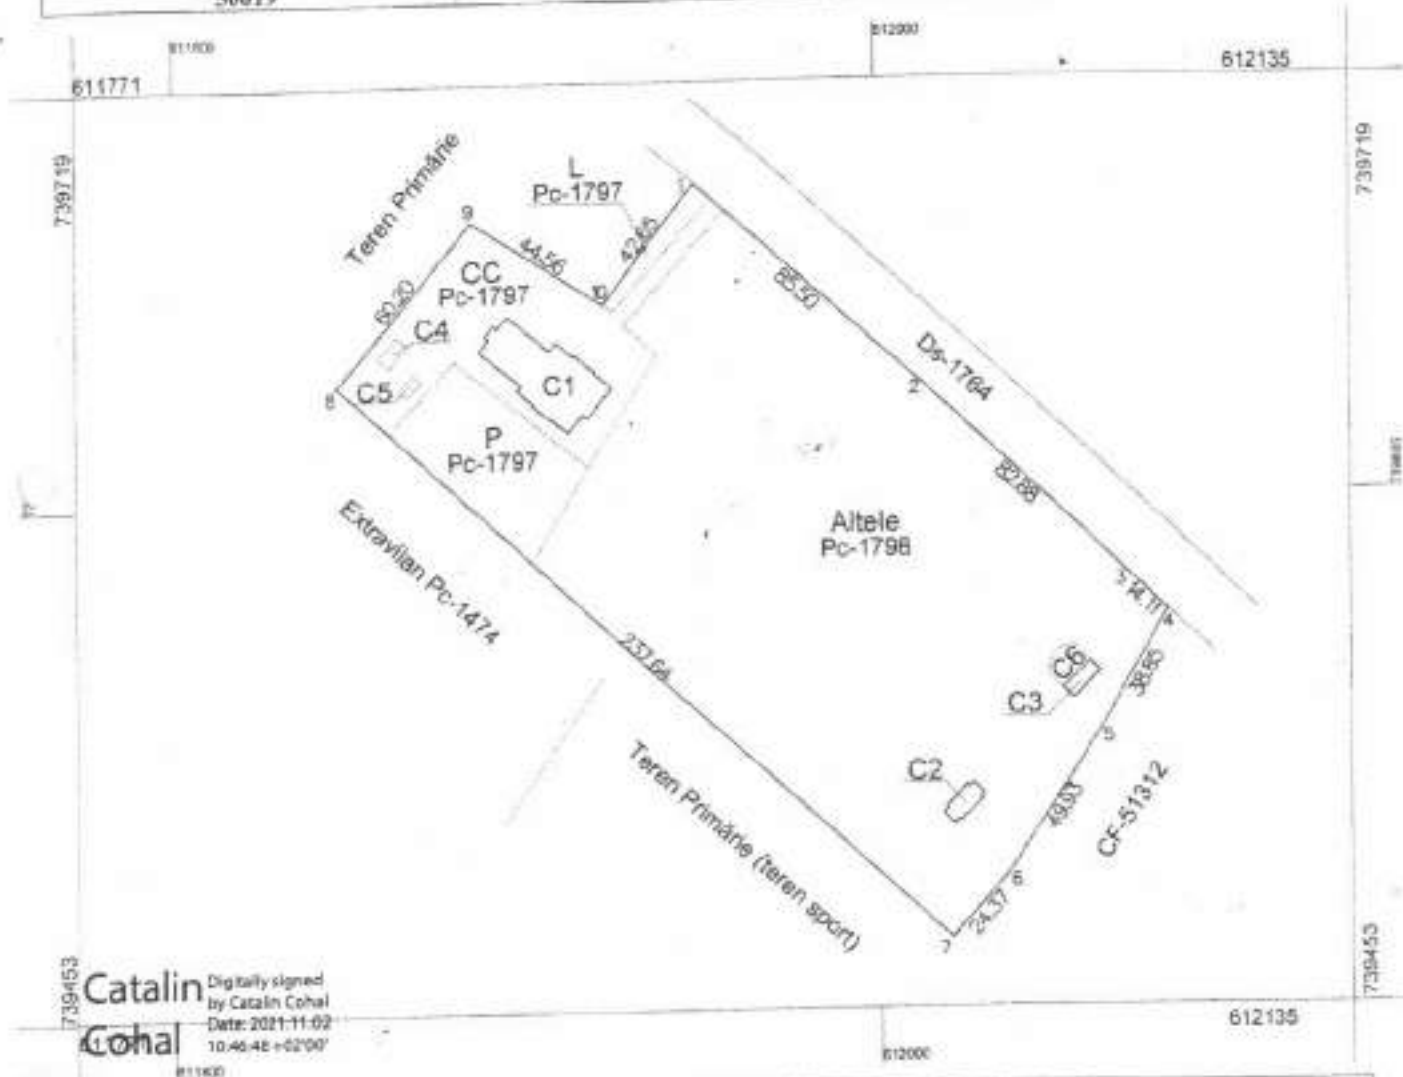 612000
612135
611771
739719
739719
Teren Primărie
L
Pc-1797
9
44.56
42.65
10
CC
Pc-1797
60.20
C4
C5
8
C1
P
Pc-1797
85.50
Ds-1764
2
82.88
Extravilan Pc-1474
Altele
Pc-1798
14.11
4
237.66
C6
38.85
C3
5
Teren Primărie (teren sport)
C2
49.93
CF-51312
6
24.37
7
739453
739453
Catalin
Cohal
Digitally signed
by Catalin Cohal
Date: 2021.11.02
10:46:48 +02'00'
612135
612000